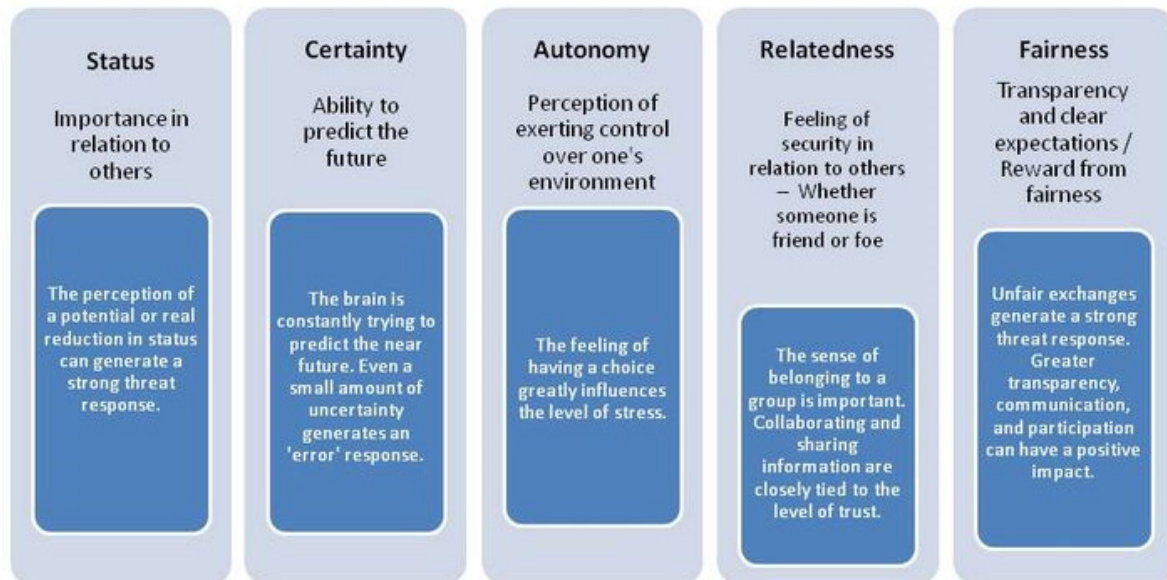 Status
Importance in
relation to
others
The perception of
a potential or real
reduction in status
can generate a
strong threat
response.
Certainty
Ability to
predict the
future
The brain is
constantly trying to
predict the near
future. Even a
small amount of
uncertainty
generates an
'error' response.
Autonomy
Perception of
exerting control
over one's
environment
The feeling of
having a choice
greatly influences
the level of stress.
Relatedness
Feeling of
security in
relation to others
– Whether
someone is
friend or foe
The sense of
belonging to a
group is important.
Collaborating and
sharing
information are
closely tied to the
level of trust.
Fairness
Transparency
and clear
expectations /
Reward from
fairness
Unfair exchanges
generate a strong
threat response.
Greater
transparency,
communication,
and participation
can have a positive
impact.